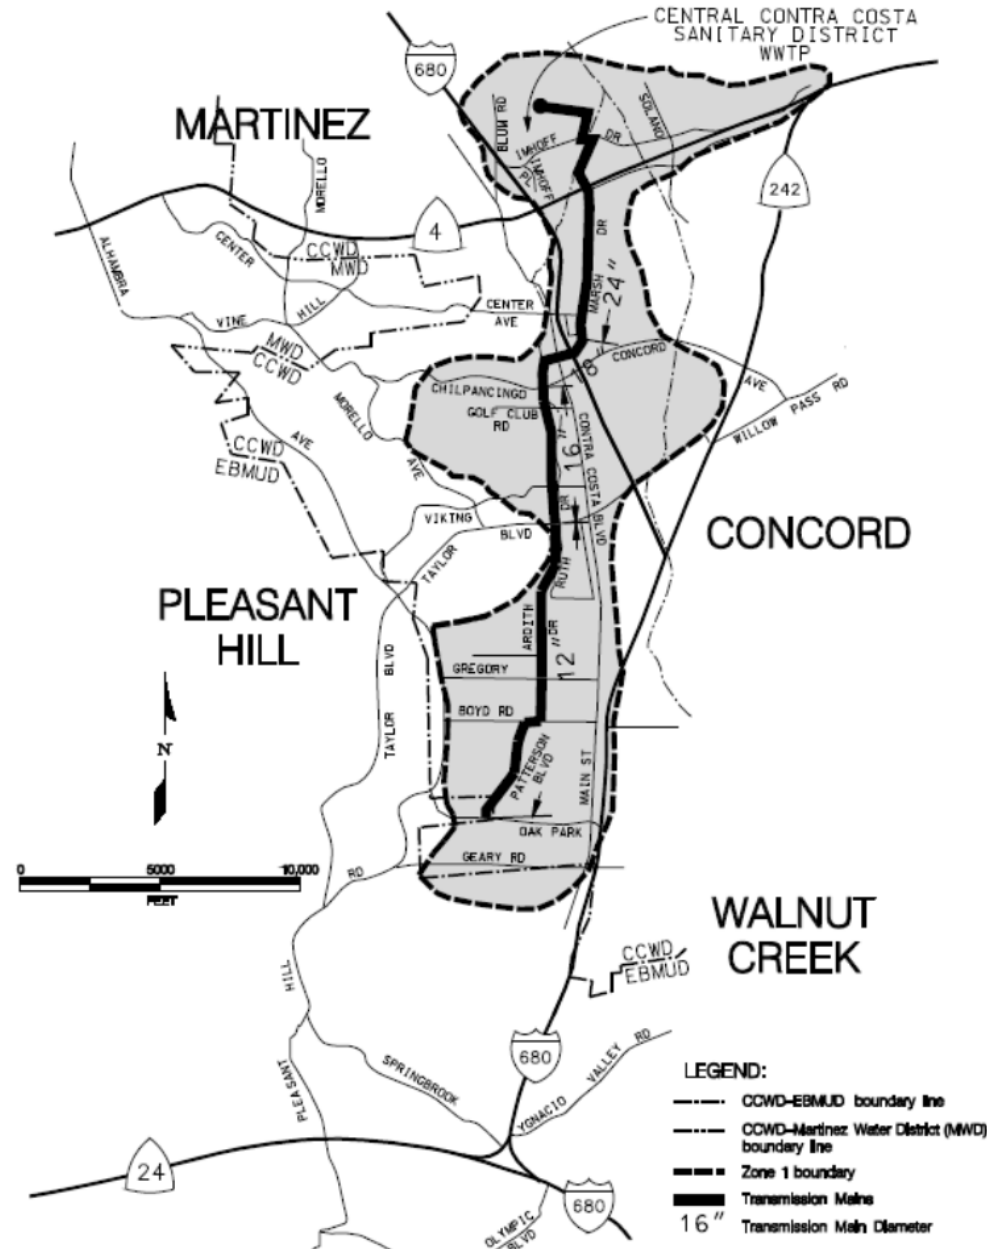 CENTRAL CONTRA COSTA
SANITARY DISTRICT
WWTP
680
MARTINEZ
BLUM RD
SOLANO
IMHOFF
DR
IMHOFF
PL
MORELLO
242
4
DR
CENTER
CCWD
MWD
ALHAMBRA
MARSH
24"
HILL
CENTER
AVE
VINE
MWD
CCWD
18"
CONCORD
AVE
CHILPANCINGO
GOLF CLUB
RD
WILLOW PASS RD
MORELLO
AVE
AVE
CCWD
EBMUD
16"
CONTRA COSTA BLVD
DR
VIKING
BLVD
TAYLOR
CONCORD
RUTH
PLEASANT
HILL
ARDITH
DR
12"
BLVD
GREGORY
BOYD RD
TAYLOR
N
PATTERSON
BLVD
MAIN ST
OAK PARK
GEARY RD
RD
0 5000 10,000
FEET
WALNUT
CREEK
CCWD
EBMUD
HILL
680
PLEASANT
SPRINGBROOK
YGNACIO VALLEY RD
24
680
OLYMPIC
BLVD
LEGEND:
CCWD-EBMUD boundary line
CCWD-Martinez Water District (MWD)
boundary line
Zone 1 boundary
Transmission Mains
16" Transmission Main Diameter